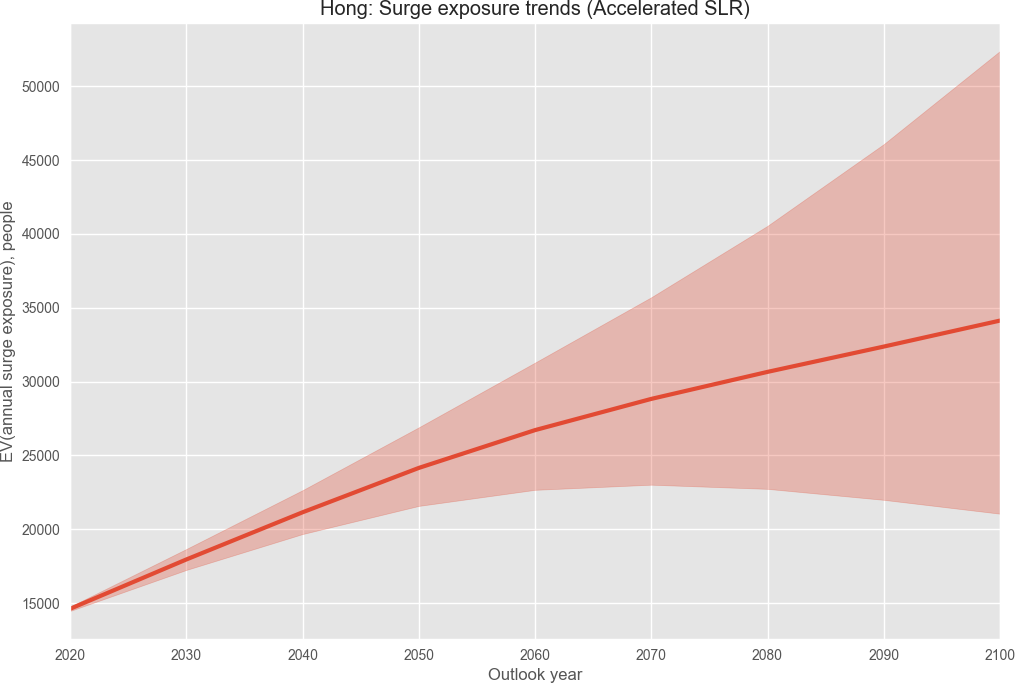 Hong: Surge exposure trends (Accelerated SLR)
EV(annual surge exposure), people
50000
45000
40000
35000
30000
25000
20000
15000
2020 2030 2040 2050 2060 2070 2080 2090 2100
Outlook year